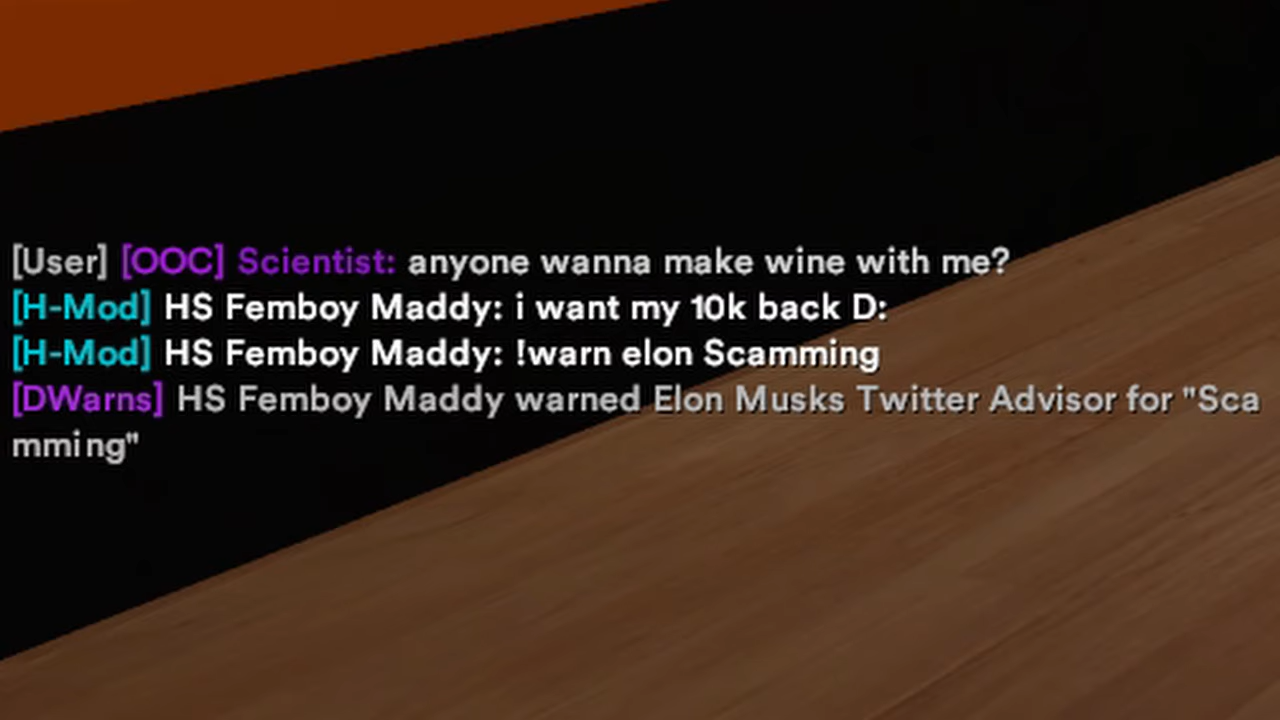 [User] [OOC] Scientist: anyone wanna make wine with me?
[H-Mod] HS Femboy Maddy: i want my 10k back D:
[H-Mod] HS Femboy Maddy: !warn elon Scamming
[DWarns] HS Femboy Maddy warned Elon Musks Twitter Advisor for "Sca
mming"